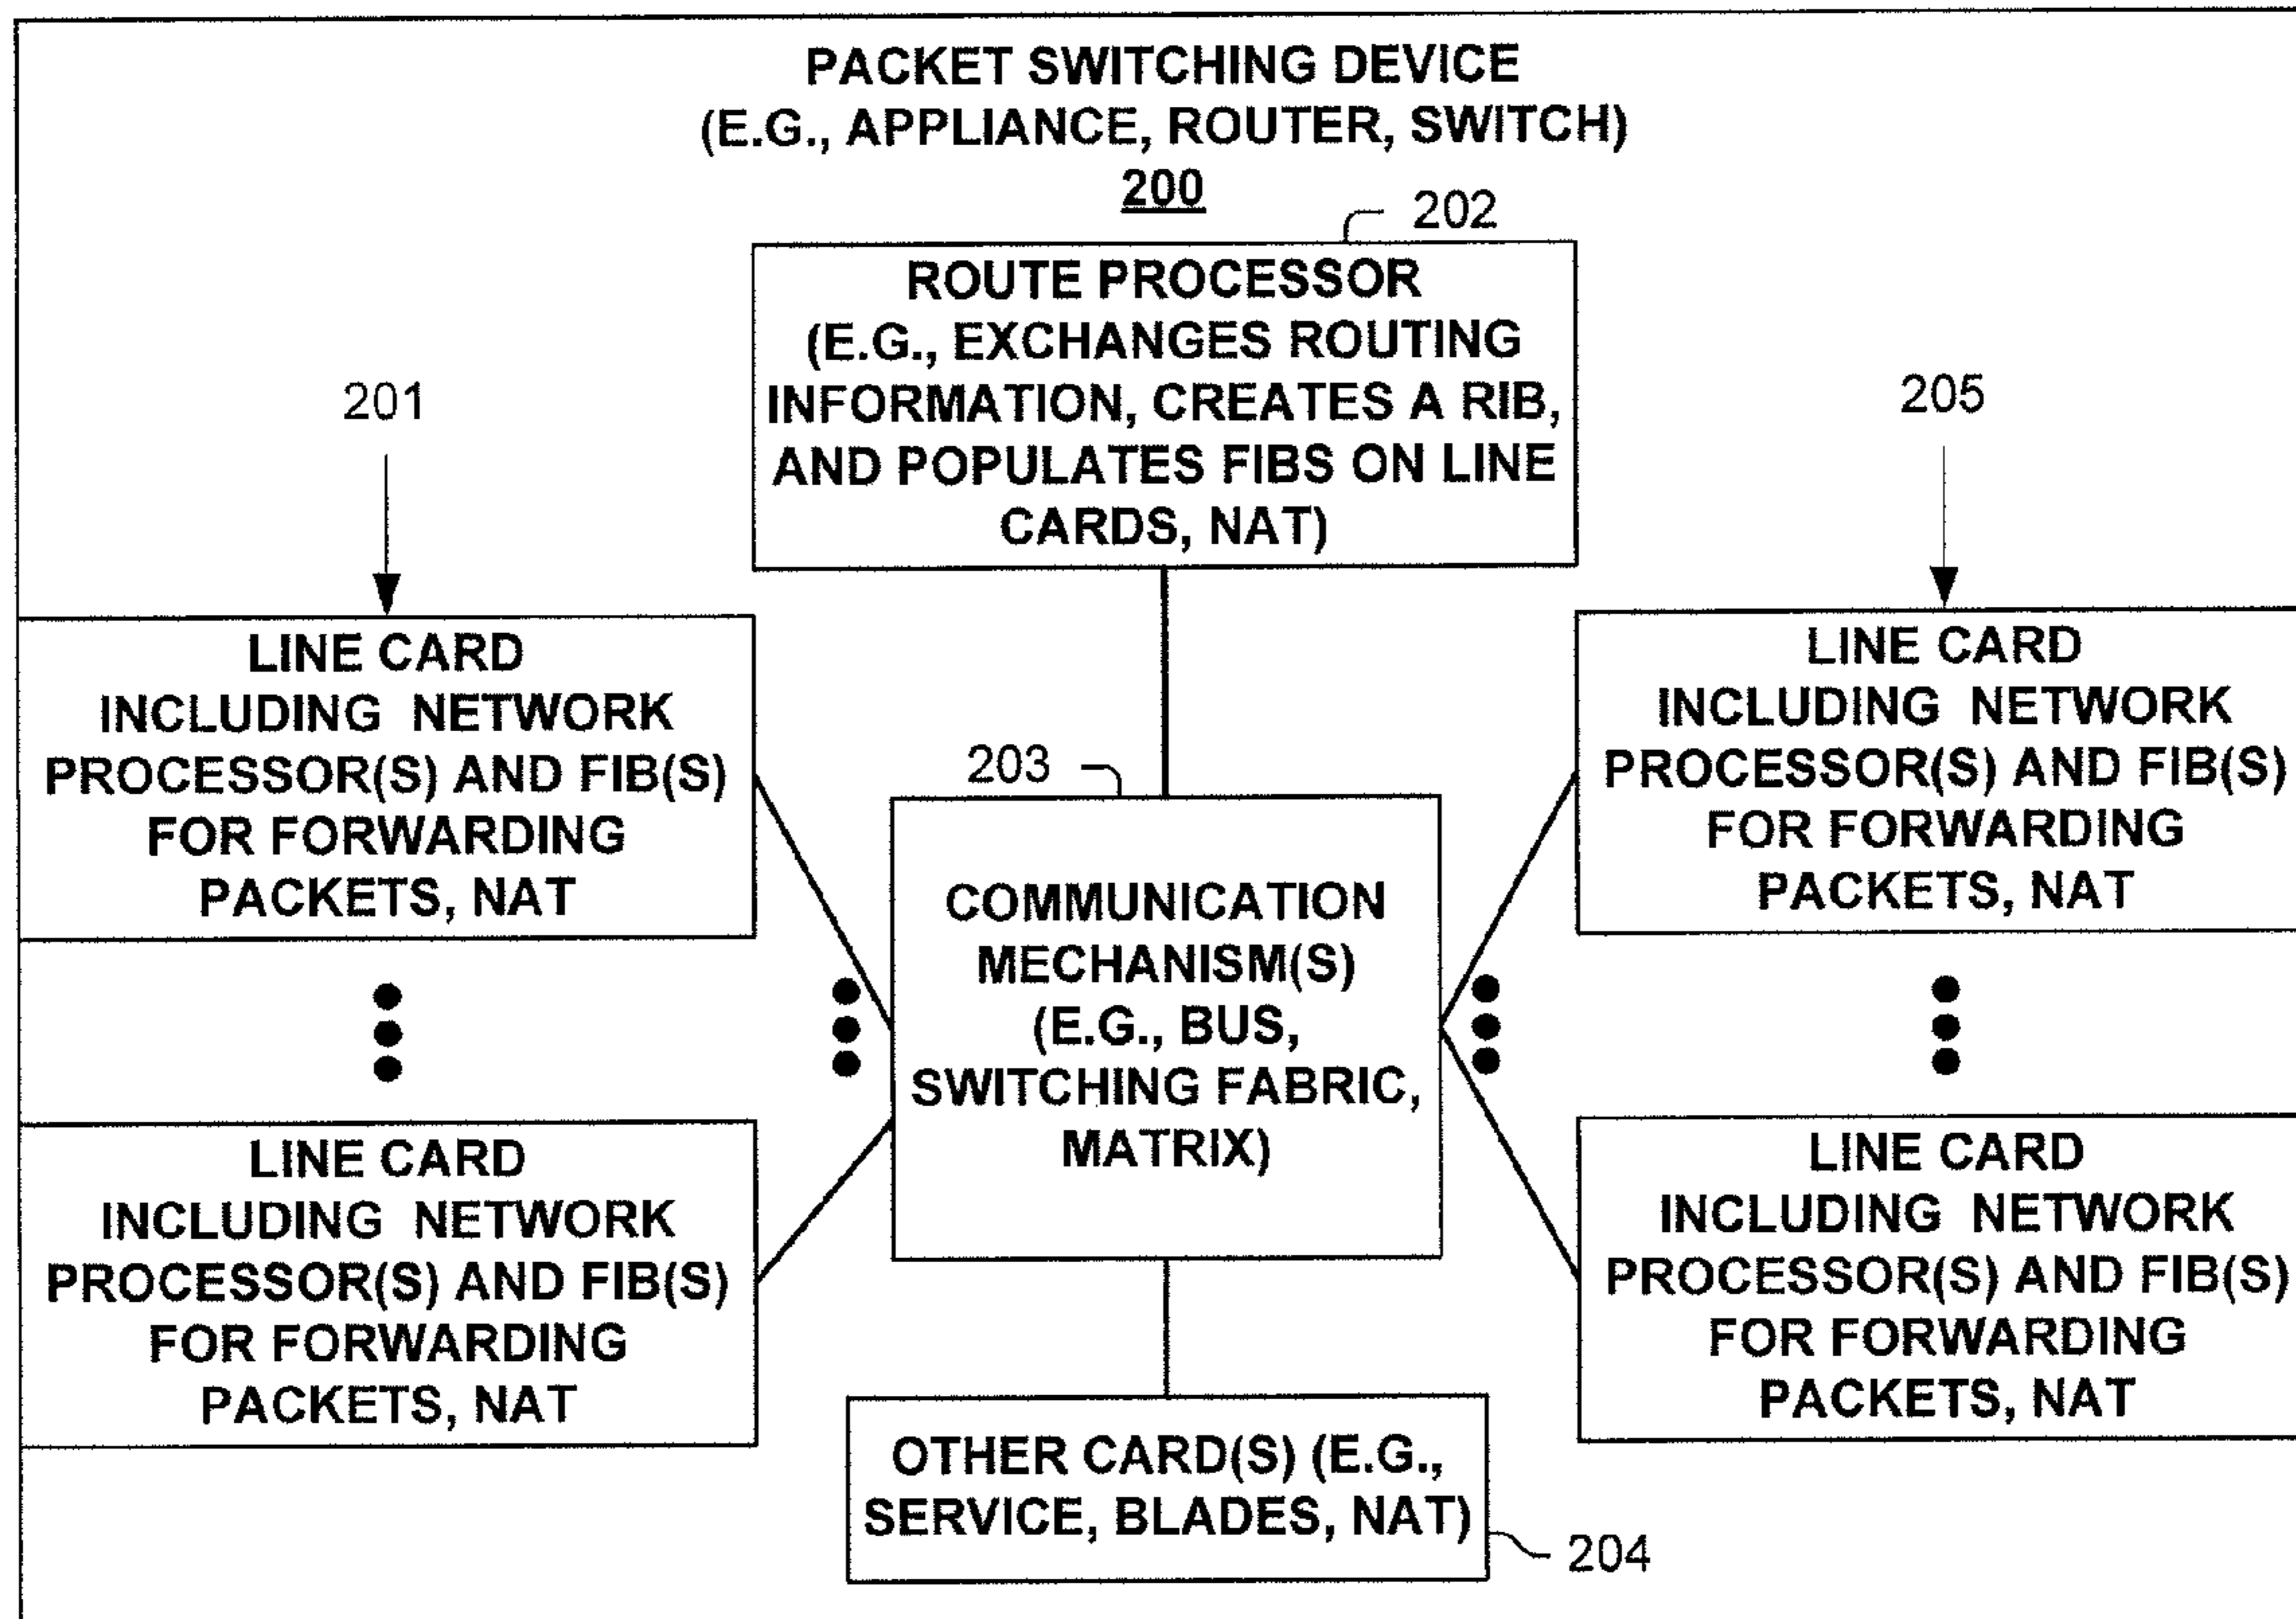 PACKET SWITCHING DEVICE
(E.G., APPLIANCE, ROUTER, SWITCH)
200
202
ROUTE PROCESSOR
(E.G., EXCHANGES ROUTING
INFORMATION, CREATES A RIB,
AND POPULATES FIBS ON LINE
CARDS, NAT)
201
LINE CARD
INCLUDING NETWORK
PROCESSOR(S) AND FIB(S)
FOR FORWARDING
PACKETS, NAT
LINE CARD
INCLUDING NETWORK
PROCESSOR(S) AND FIB(S)
FOR FORWARDING
PACKETS, NAT
203
COMMUNICATION
MECHANISM(S)
(E.G., BUS,
SWITCHING FABRIC,
MATRIX)
205
LINE CARD
INCLUDING NETWORK
PROCESSOR(S) AND FIB(S)
FOR FORWARDING
PACKETS, NAT
LINE CARD
INCLUDING NETWORK
PROCESSOR(S) AND FIB(S)
FOR FORWARDING
PACKETS, NAT
OTHER CARD(S) (E.G.,
SERVICE, BLADES, NAT)
204